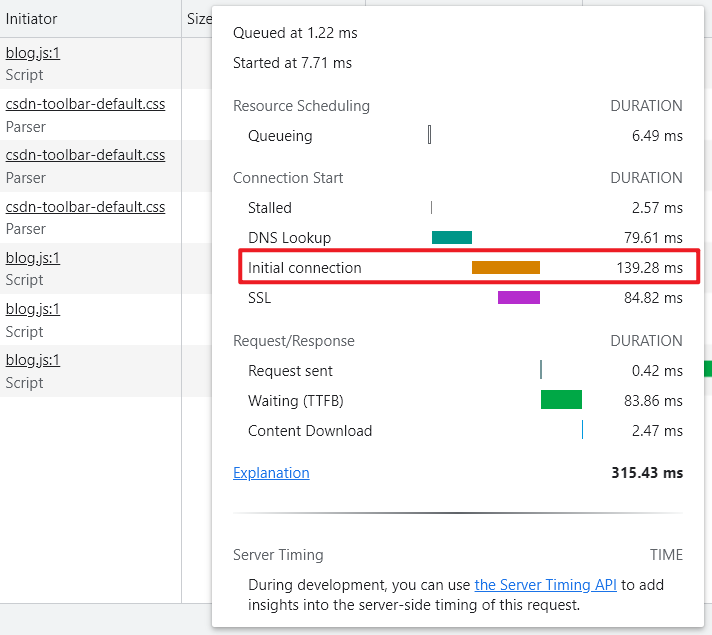 Initiator
Size
blog.js:1
Script
csdn-toolbar-default.css
Parser
csdn-toolbar-default.css
Parser
csdn-toolbar-default.css
Parser
blog.js:1
Script
blog.js:1
Script
blog.js:1
Script
Queued at 1.22 ms
Started at 7.71 ms
Resource Scheduling DURATION
Queueing 6.49 ms
Connection Start DURATION
Stalled 2.57 ms
DNS Lookup 79.61 ms
Initial connection 139.28 ms
SSL 84.82 ms
Request/Response DURATION
Request sent 0.42 ms
Waiting (TTFB) 83.86 ms
Content Download 2.47 ms
Explanation 315.43 ms
Server Timing TIME
During development, you can use the Server Timing API to add
insights into the server-side timing of this request.